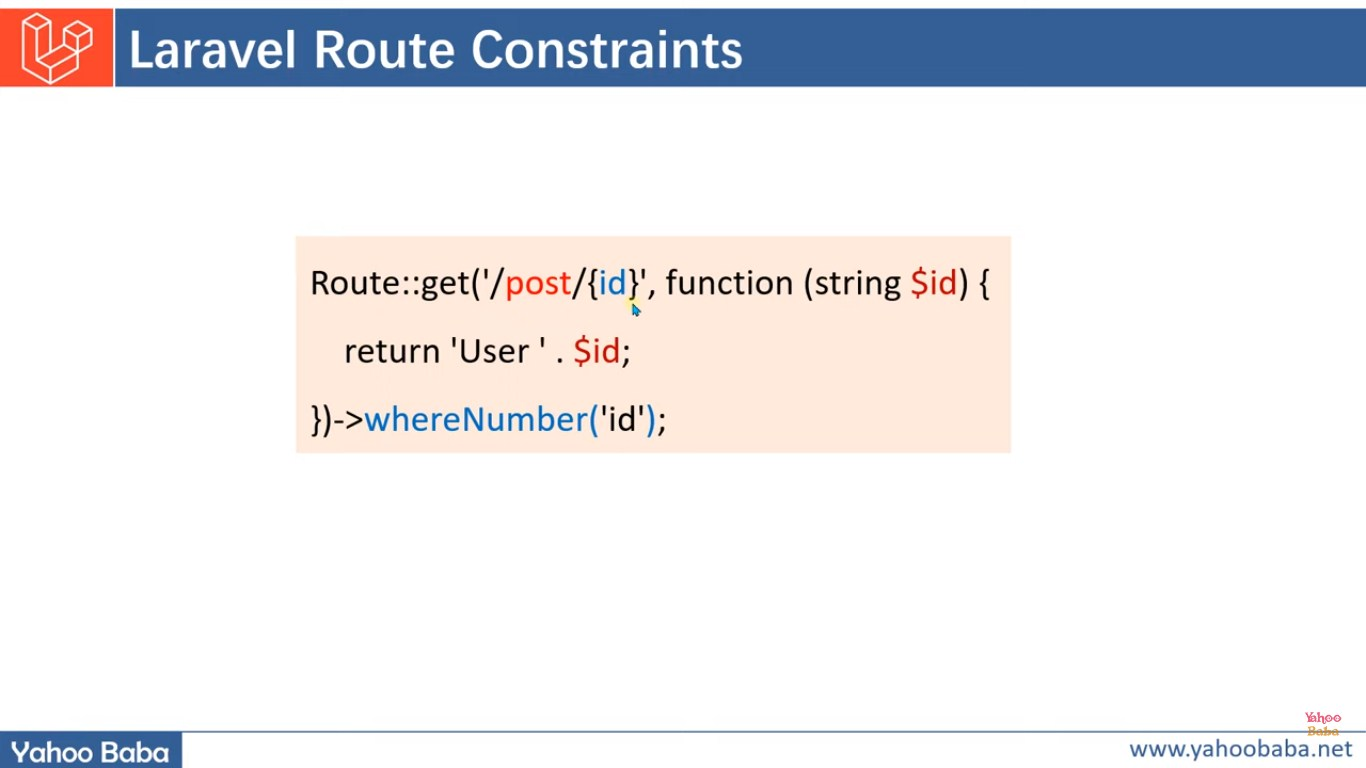 Laravel Route Constraints
Route::get('/post/{id}', function (string $id) {
return 'User ' . $id;
})->whereNumber('id');
Yahoo
Baba
Yahoo Baba
www.yahoobaba.net